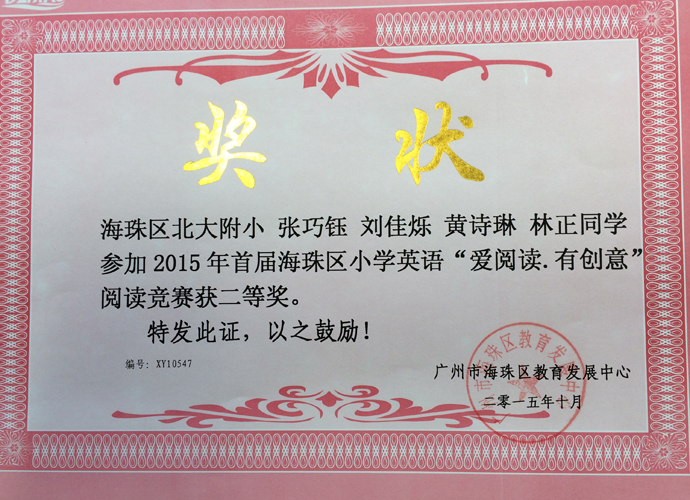 奖 状
海珠区北大附小 张巧钰 刘佳烁 黄诗琳 林正同学
参加2015年首届海珠区小学英语“爱阅读.有创意”
阅读竞赛获二等奖。
特发此证，以之鼓励！
编号：XY10547
广州市海珠区教育发展中心
二零一五年十月